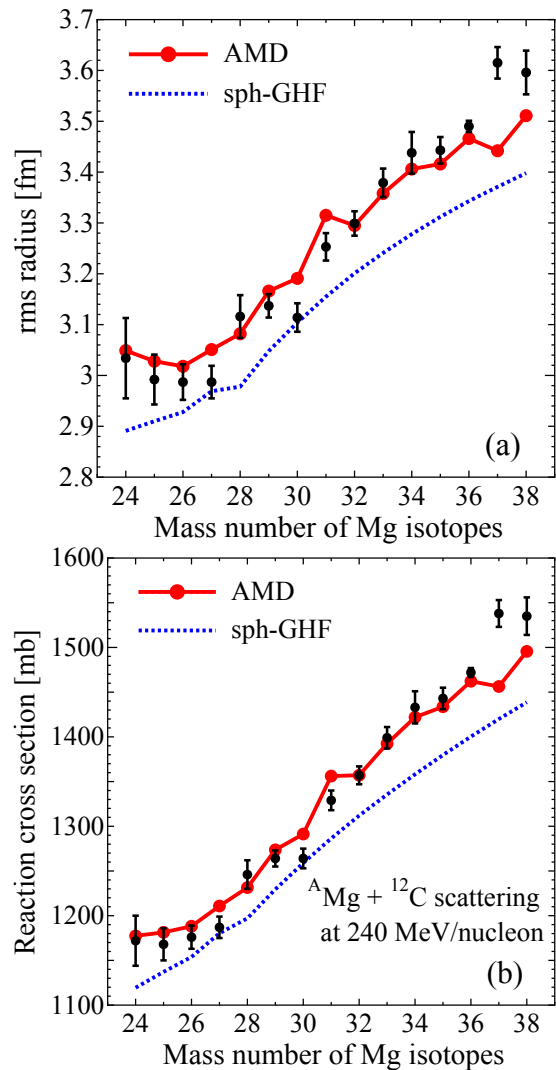 3.7
3.6
3.5
3.4
3.3
3.2
3.1
3
2.9
2.8
rms radius [fm]
AMD
sph-GHF
(a)
24 26 28 30 32 34 36 38
Mass number of Mg isotopes
1600
1500
1400
1300
1200
1100
Reaction cross section [mb]
AMD
sph-GHF
ᴬMg + ¹²C scattering
at 240 MeV/nucleon
(b)
24 26 28 30 32 34 36 38
Mass number of Mg isotopes